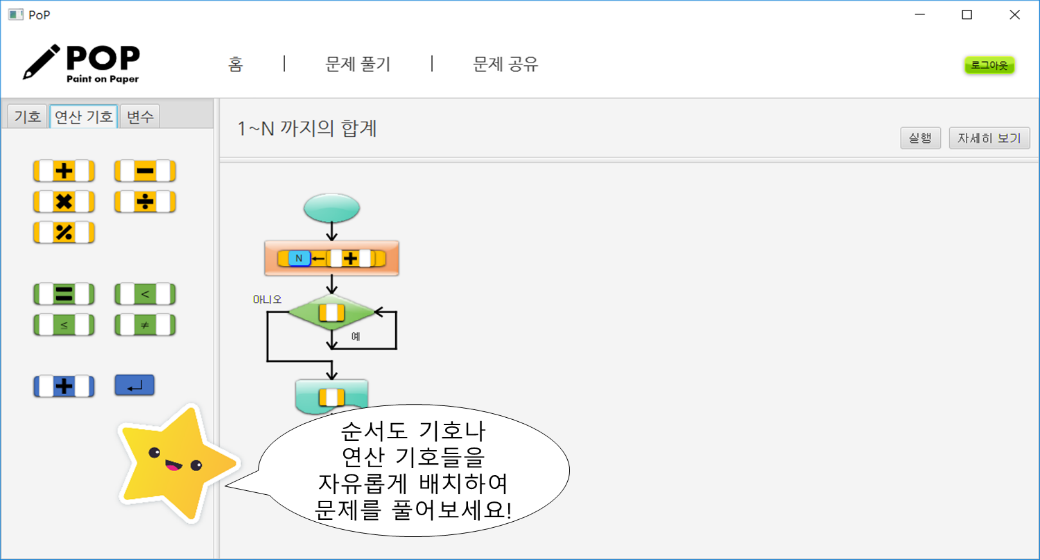 PoP
POP
Paint on Paper
홈 | 문제 풀기 | 문제 공유
로그아웃
기호 연산 기호 변수
1~N 까지의 합계
실행 자세히 보기
+ −
× ÷
%
= <
≤ ≠
+ ↵
N ← +
아니오
예
순서도 기호나
연산 기호들을
자유롭게 배치하여
문제를 풀어보세요!